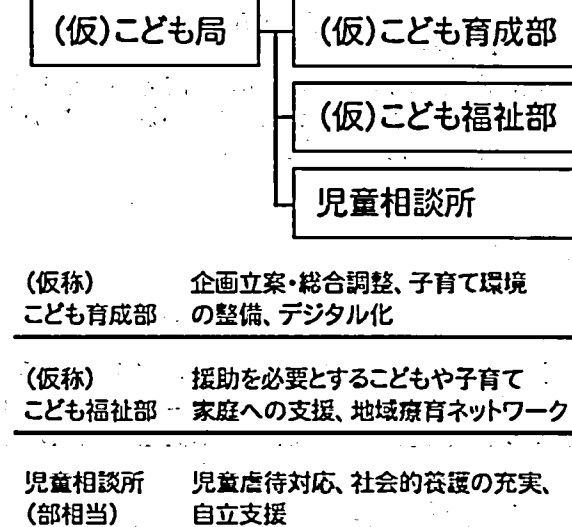 (仮)こども局
(仮)こども育成部
(仮)こども福祉部
児童相談所
(仮称) 企画立案・総合調整、子育て環境
こども育成部 の整備、デジタル化
(仮称) 援助を必要とするこどもや子育て
こども福祉部 家庭への支援、地域療育ネットワーク
児童相談所 児童虐待対応、社会的養護の充実、
(部相当) 自立支援